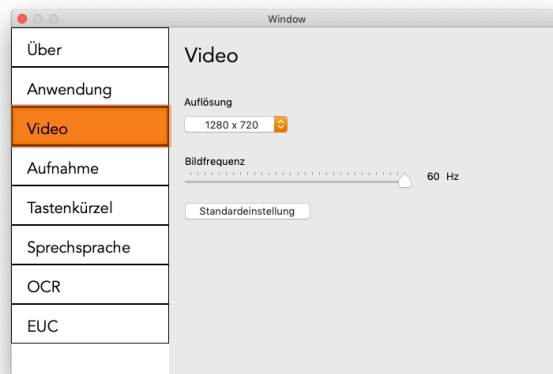 Window
Über
Anwendung
Video
Aufnahme
Tastenkürzel
Sprechsprache
OCR
EUC
Video
Auflösung
1280 x 720
Bildfrequenz
60 Hz
Standardeinstellung